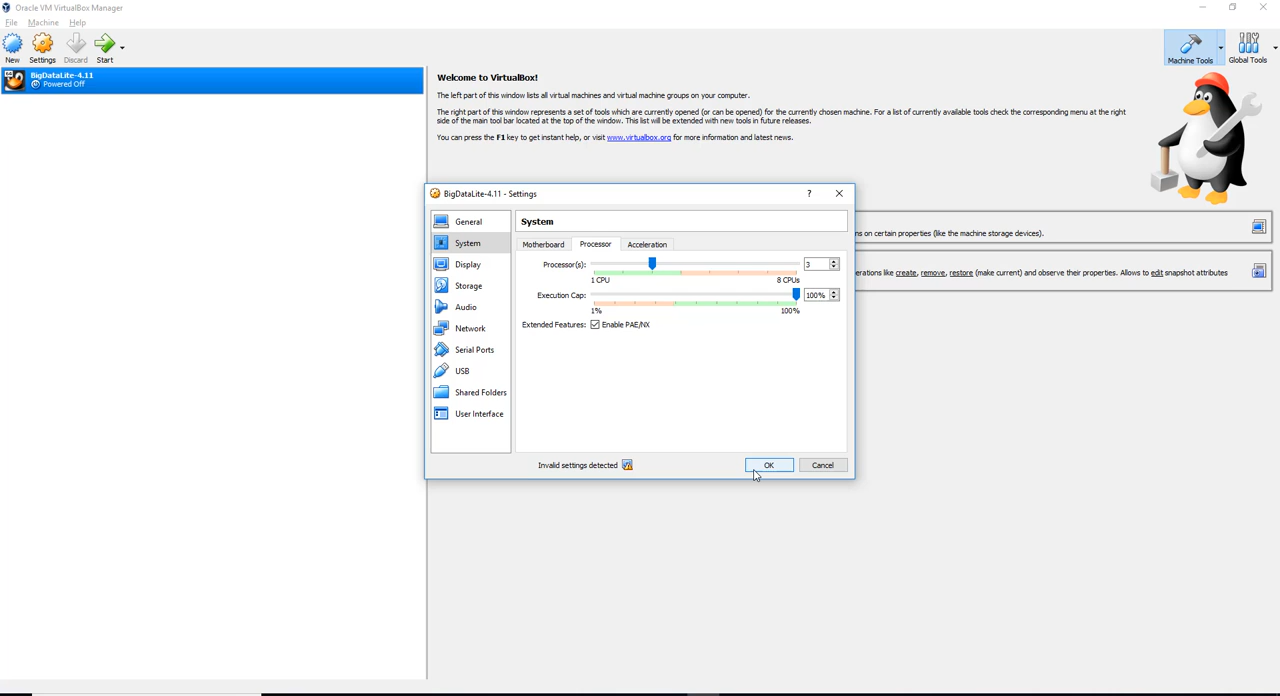 Oracle VM VirtualBox Manager
File Machine Help
New Settings Discard Start Machine Tools Global Tools
64
BigDataLite-4.11
Powered Off
Welcome to VirtualBox!
The left part of this window lists all virtual machines and virtual machine groups on your computer.
The right part of this window represents a set of tools which are currently opened (or can be opened) for the currently chosen machine. For a list of currently available tools check the corresponding menu at the right
side of the main tool bar located at the top of the window. This list will be extended with new tools in future releases.
You can press the F1 key to get instant help, or visit www.virtualbox.org for more information and latest news.
BigDataLite-4.11 - Settings
?
General
System
Display
Storage
Audio
Network
Serial Ports
USB
Shared Folders
User Interface
System
Motherboard Processor Acceleration
Processor(s): 3
1 CPU 8 CPUs
Execution Cap: 100%
1% 100%
Extended Features: Enable PAE/NX
Invalid settings detected OK Cancel
ns on certain properties (like the machine storage devices).
erations like create, remove, restore (make current) and observe their properties. Allows to edit snapshot attributes